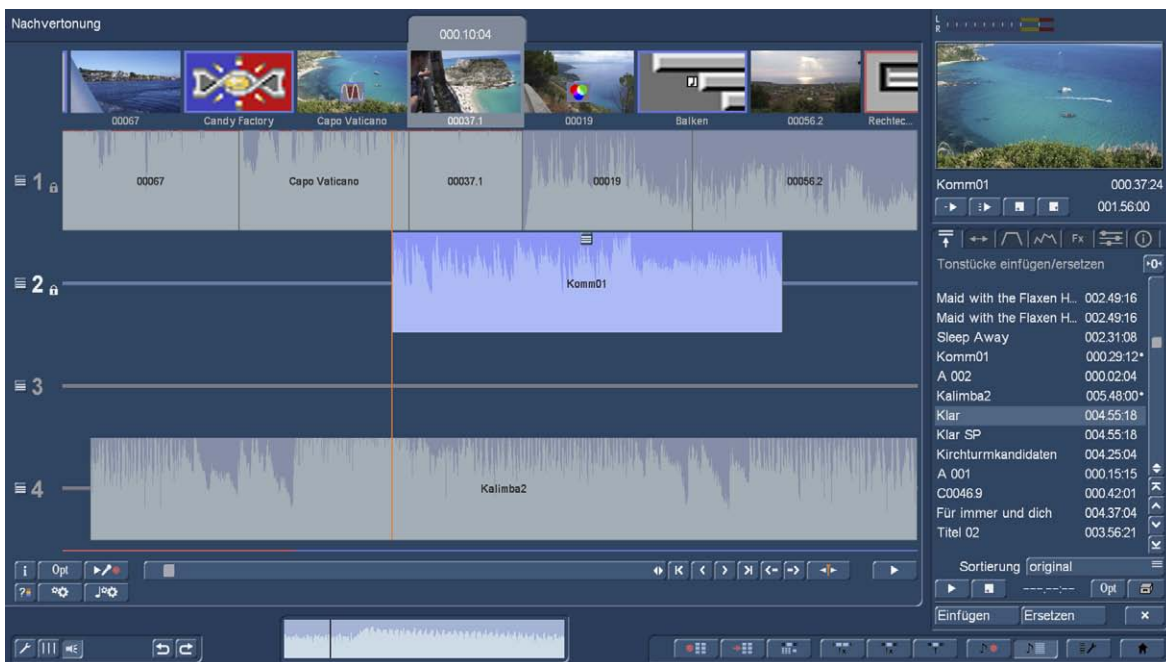 Nachvertonung
000.10:04
L
R
00067
Candy Factory
Capo Vaticano
00037.1
00019
Balken
00056.2
Rechtec...
1
00067
Capo Vaticano
00037.1
00019
00056.2
Komm01 000.37:24
001.56:00
Fx
Tonstücke einfügen/ersetzen
2
Komm01
Maid with the Flaxen H... 002.49:16
Maid with the Flaxen H... 002.49:16
Sleep Away 002.31:08
Komm01 000.29:12*
A 002 000.02:04
Kalimba2 005.48:00*
Klar 004.55:18
Klar SP 004.55:18
Kirchturmkandidaten 004.25:04
A 001 000.15:15
C0046.9 000.42:01
Für immer und dich 004.37:04
Titel 02 003.56:21
3
4
Kalimba2
Sortierung original
i Opt
---.--:-- Opt
Einfügen Ersetzen ×